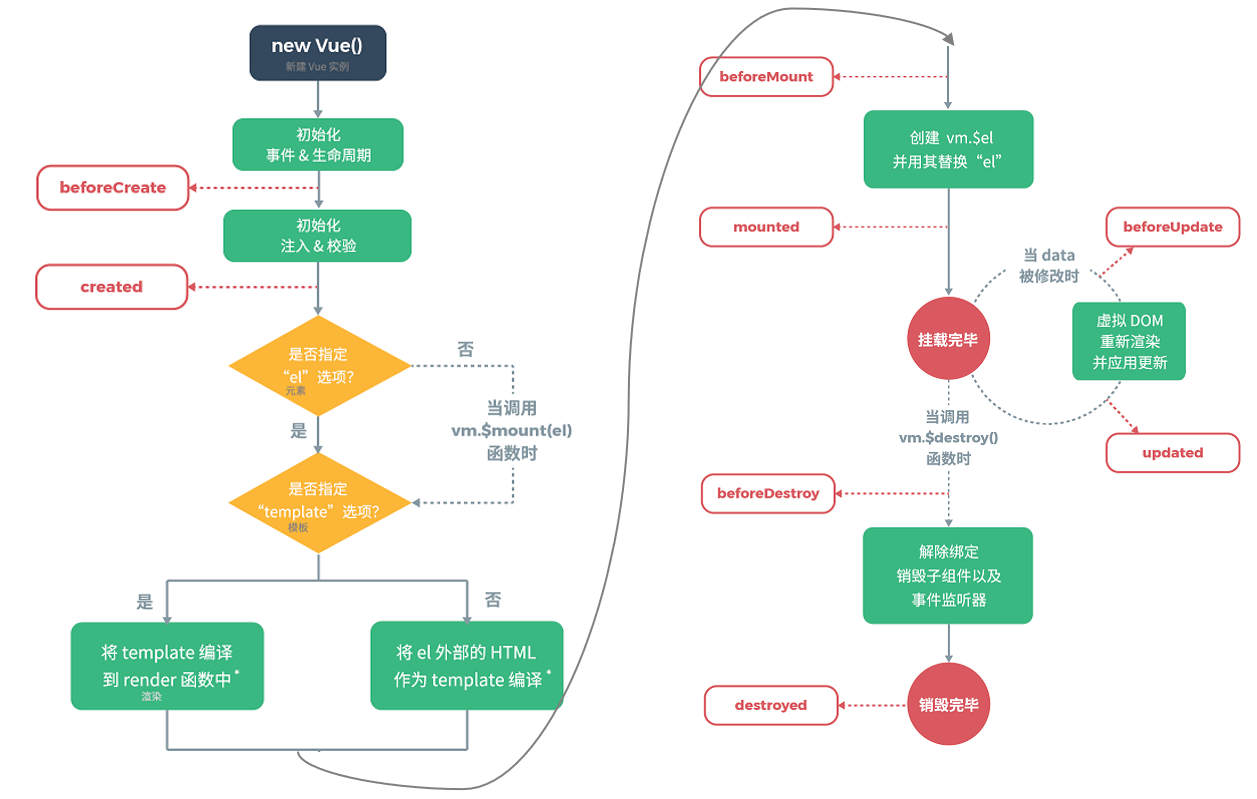 new Vue()
新建 Vue 实例
初始化
事件 & 生命周期
beforeCreate
初始化
注入 & 校验
created
是否指定
“el” 选项？
元素
否
当调用
vm.$mount(el)
函数时
是
是否指定
“template” 选项？
模板
是
否
将 template 编译
到 render 函数中*
渲染
将 el 外部的 HTML
作为 template 编译*
beforeMount
创建 vm.$el
并用其替换 “el”
mounted
beforeUpdate
当 data
被修改时
挂载完毕
虚拟 DOM
重新渲染
并应用更新
当调用
vm.$destroy()
函数时
updated
beforeDestroy
解除绑定
销毁子组件以及
事件监听器
destroyed
销毁完毕